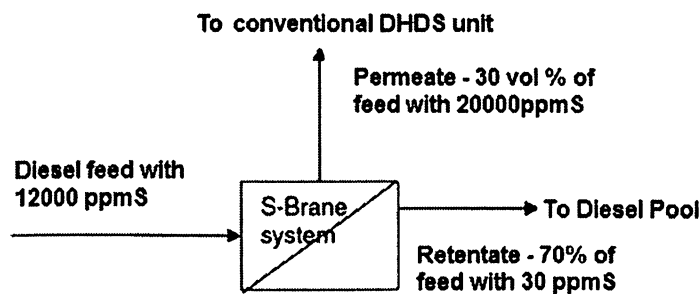 To conventional DHDS unit
Permeate - 30 vol % of
feed with 20000ppmS
Diesel feed with
12000 ppmS
S-Brane
system
To Diesel Pool
Retentate - 70% of
feed with 30 ppmS